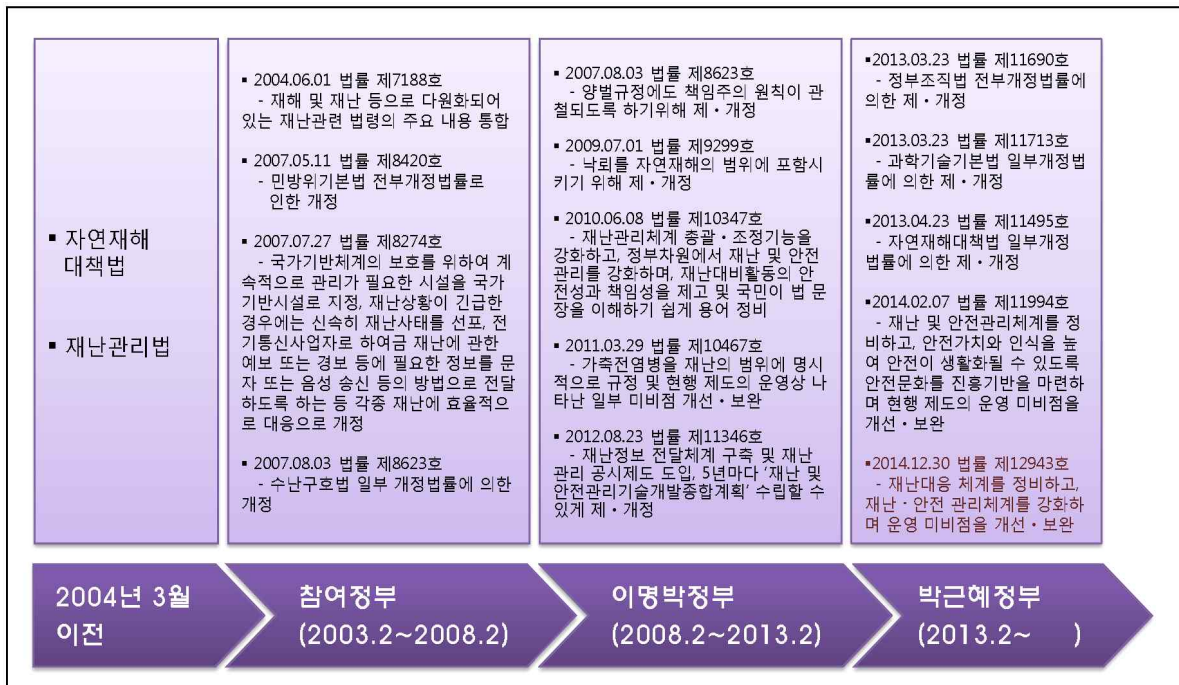 ▪ 자연재해
대책법
▪ 재난관리법
▪ 2004.06.01 법률 제7188호
- 재해 및 재난 등으로 다원화되어
있는 재난관련 법령의 주요 내용 통합
▪ 2007.05.11 법률 제8420호
- 민방위기본법 전부개정법률로
인한 개정
▪ 2007.07.27 법률 제8274호
- 국가기반체계의 보호를 위하여 계
속적으로 관리가 필요한 시설을 국가
기반시설로 지정, 재난상황이 긴급한
경우에는 신속히 재난사태를 선포, 전
기통신사업자로 하여금 재난에 관한
예보 또는 경보 등에 필요한 정보를 문
자 또는 음성 송신 등의 방법으로 전달
하도록 하는 등 각종 재난에 효율적으
로 대응으로 개정
▪ 2007.08.03 법률 제8623호
- 수난구호법 일부 개정법률에 의한
개정
▪ 2007.08.03 법률 제8623호
- 양벌규정에도 책임주의 원칙이 관
철되도록 하기위해 제・개정
▪ 2009.07.01 법률 제9299호
- 낙뢰를 자연재해의 범위에 포함시
키기 위해 제・개정
▪ 2010.06.08 법률 제10347호
- 재난관리체계 총괄・조정기능을
강화하고, 정부차원에서 재난 및 안전
관리를 강화하며, 재난대비활동의 안
전성과 책임성을 제고 및 국민이 법 문
장을 이해하기 쉽게 용어 정비
▪ 2011.03.29 법률 제10467호
- 가축전염병을 재난의 범위에 명시
적으로 규정 및 현행 제도의 운영상 나
타난 일부 미비점 개선・보완
▪ 2012.08.23 법률 제11346호
- 재난정보 전달체계 구축 및 재난
관리 공시제도 도입, 5년마다 ‘재난 및
안전관리기술개발종합계획’ 수립할 수
있게 제・개정
▪2013.03.23 법률 제11690호
- 정부조직법 전부개정법률에
의한 제・개정
▪2013.03.23 법률 제11713호
- 과학기술기본법 일부개정법
률에 의한 제・개정
▪2013.04.23 법률 제11495호
- 자연재해대책법 일부개정
법률에 의한 제・개정
▪2014.02.07 법률 제11994호
- 재난 및 안전관리체계를 정
비하고, 안전가치와 인식을 높
여 안전이 생활화될 수 있도록
안전문화를 진흥기반을 마련하
며 현행 제도의 운영 미비점을
개선・보완
▪2014.12.30 법률 제12943호
- 재난대응 체계를 정비하고,
재난・안전 관리체계를 강화하
며 운영 미비점을 개선・보완
2004년 3월
이전
참여정부
(2003.2~2008.2)
이명박정부
(2008.2~2013.2)
박근혜정부
(2013.2~ )